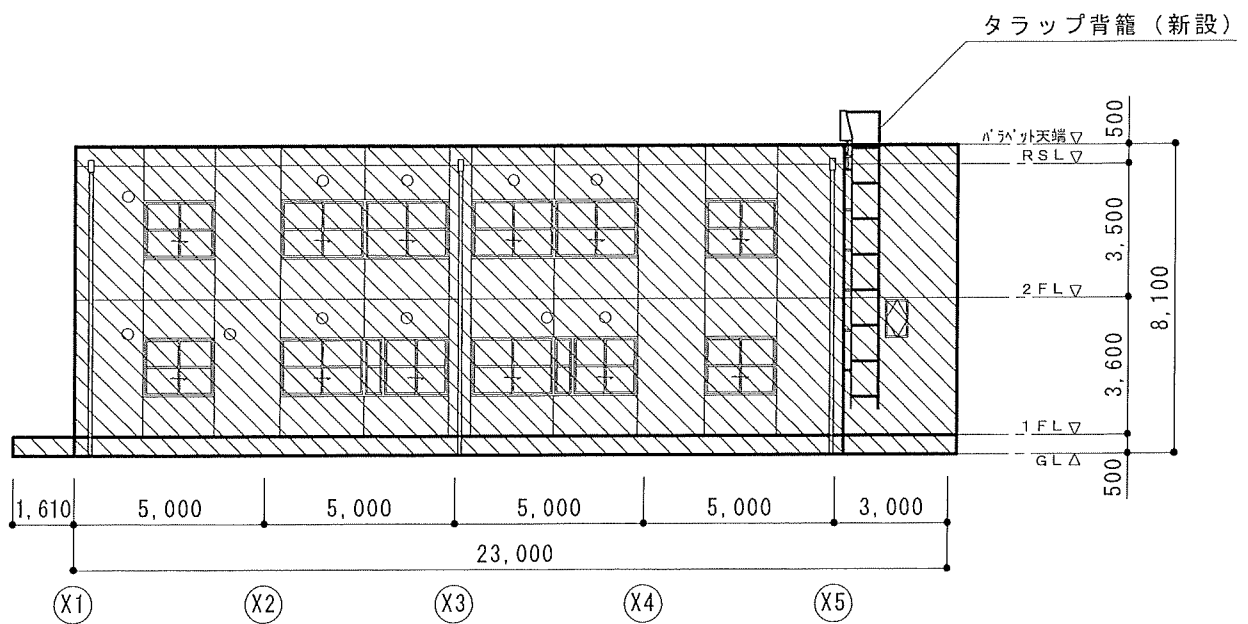 タラップ背籠（新設）
パラペット天端▽
RSL▽
2FL▽
1FL▽
GL△
500
3,500
3,600
500
8,100
1,610
5,000
5,000
5,000
5,000
3,000
23,000
X1
X2
X3
X4
X5